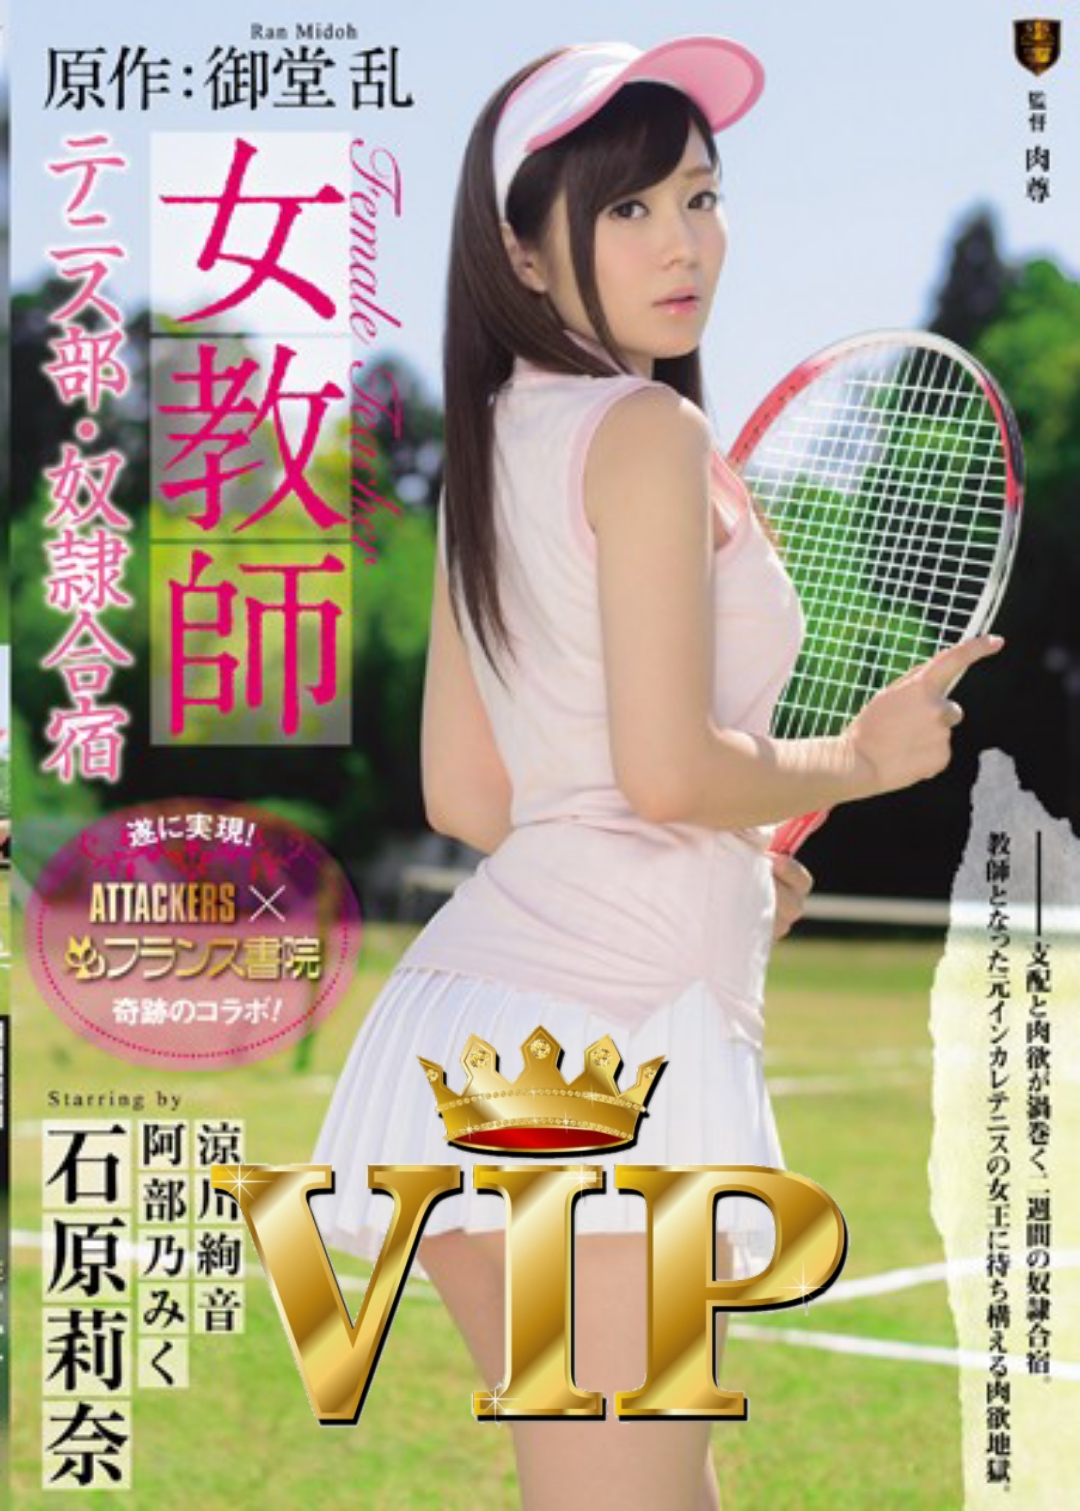 Ran Midoh
原作:御堂乱
女教師
Female Teacher
テニス部・奴隷合宿
監督 肉尊
遂に実現!
ATTACKERS×
フランス書院
奇跡のコラボ!
――支配と肉欲が渦巻く、一週間の奴隷合宿。
教師となった元インカレテニスの女王に待ち構える肉欲地獄。
Starring by
石原莉奈
阿部乃みく
涼川絢音
VIP